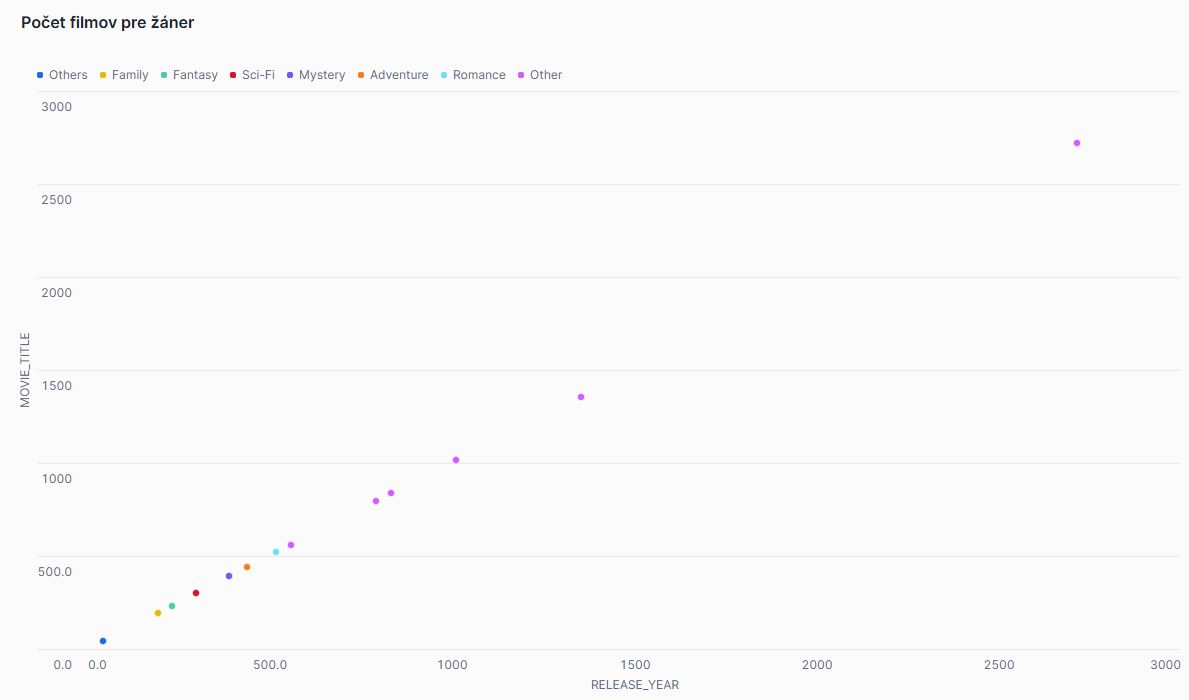 Počet filmov pre žáner
Others Family Fantasy Sci-Fi Mystery Adventure Romance Other
3000
2500
2000
1500
1000
500.0
0.0
MOVIE_TITLE
0.0 500.0 1000 1500 2000 2500 3000
RELEASE_YEAR